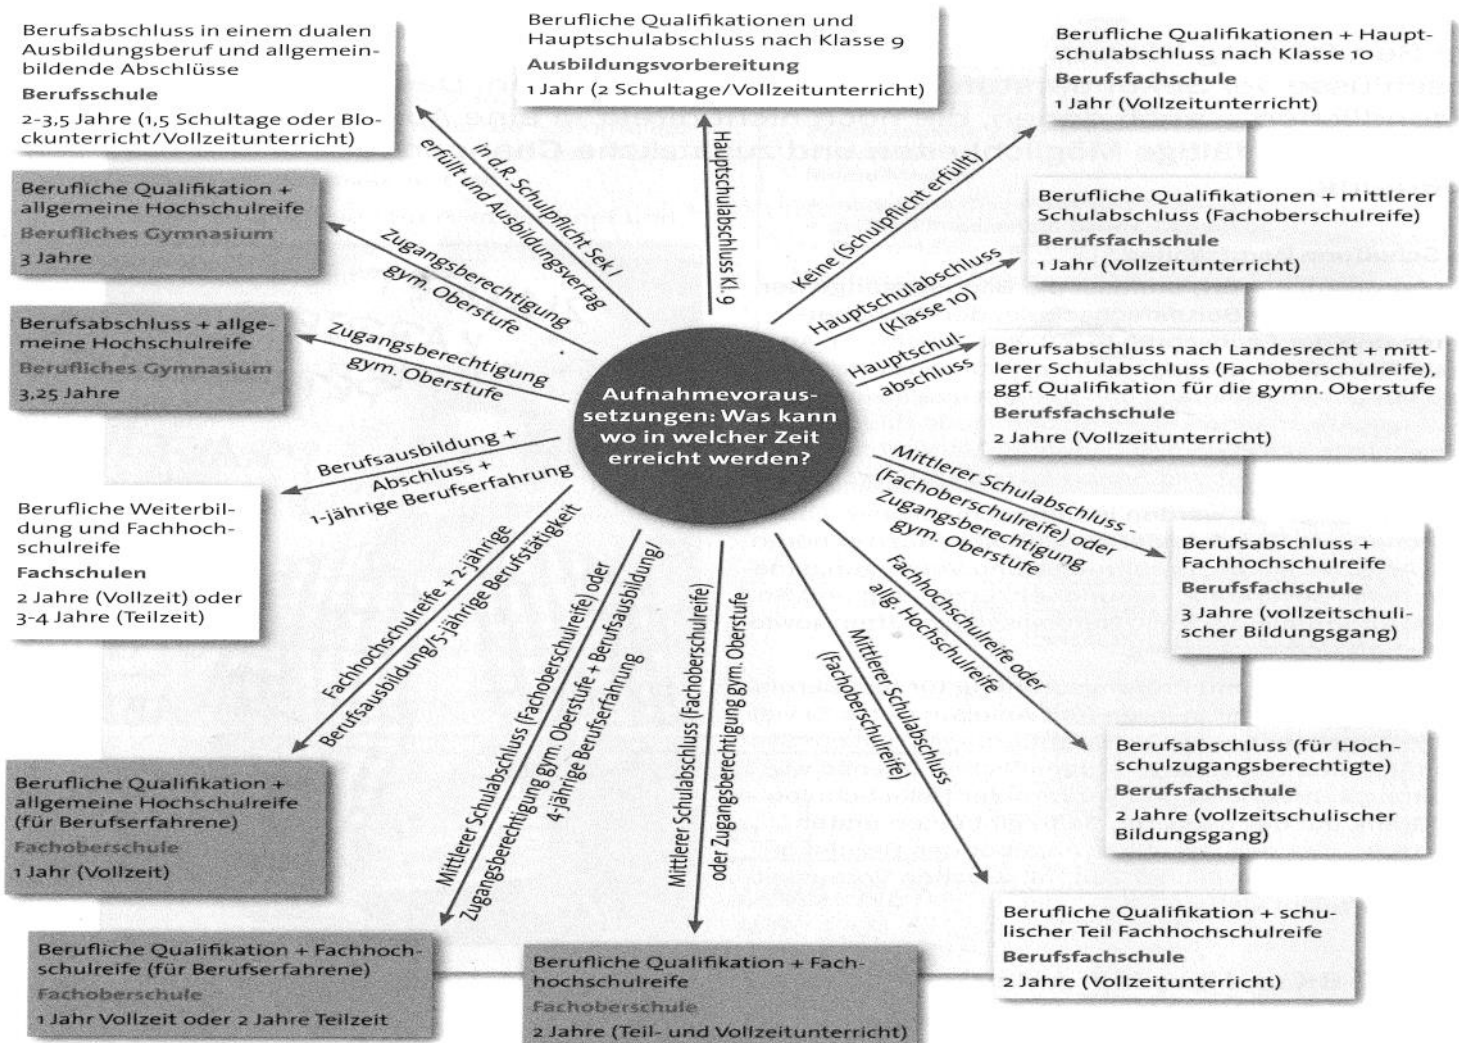 Berufsabschluss in einem dualen
Ausbildungsberuf und allgemein-
bildende Abschlüsse
Berufsschule
2-3,5 Jahre (1,5 Schultage oder Blo-
ckunterricht/Vollzeitunterricht)
Berufliche Qualifikationen und
Hauptschulabschluss nach Klasse 9
Ausbildungsvorbereitung
1 Jahr (2 Schultage/Vollzeitunterricht)
Berufliche Qualifikationen + Haupt-
schulabschluss nach Klasse 10
Berufsfachschule
1 Jahr (Vollzeitunterricht)
in d.R. Schulpflicht Sek I
erfüllt und Ausbildungsvertag
Hauptschulabschluss Kl. 9
Keine (Schulpflicht erfüllt)
Berufliche Qualifikation +
allgemeine Hochschulreife
Berufliches Gymnasium
3 Jahre
Zugangsberechtigung
gym. Oberstufe
Hauptschulabschluss
(Klasse 10)
Berufliche Qualifikationen + mittlerer
Schulabschluss (Fachoberschulreife)
Berufsfachschule
1 Jahr (Vollzeitunterricht)
Berufsabschluss + allge-
meine Hochschulreife
Berufliches Gymnasium
3,25 Jahre
Zugangsberechtigung
gym. Oberstufe
Hauptschul-
abschluss
Berufsabschluss nach Landesrecht + mitt-
lerer Schulabschluss (Fachoberschulreife),
ggf. Qualifikation für die gymn. Oberstufe
Berufsfachschule
2 Jahre (Vollzeitunterricht)
Aufnahmevoraus-
setzungen: Was kann
wo in welcher Zeit
erreicht werden?
Berufsausbildung +
Abschluss +
1-jährige Berufserfahrung
Berufliche Weiterbil-
dung und Fachhoch-
schulreife
Fachschulen
2 Jahre (Vollzeit) oder
3-4 Jahre (Teilzeit)
Mittlerer Schulabschluss -
(Fachoberschulreife) oder
Zugangsberechtigung
gym. Oberstufe
Berufsabschluss +
Fachhochschulreife
Berufsfachschule
3 Jahre (vollzeitschuli-
scher Bildungsgang)
Fachhochschulreife + 2-jährige
Berufsausbildung/5-jährige Berufstätigkeit
Berufliche Qualifikation +
allgemeine Hochschulreife
(für Berufserfahrene)
Fachoberschule
1 Jahr (Vollzeit)
Mittlerer Schulabschluss (Fachoberschulreife) oder
Zugangsberechtigung gym. Oberstufe + Berufsausbildung/
4-jährige Berufserfahrung
Berufliche Qualifikation + Fachhoch-
schulreife (für Berufserfahrene)
Fachoberschule
1 Jahr Vollzeit oder 2 Jahre Teilzeit
Mittlerer Schulabschluss (Fachoberschulreife)
oder Zugangsberechtigung gym. Oberstufe
Berufliche Qualifikation + Fach-
hochschulreife
Fachoberschule
2 Jahre (Teil- und Vollzeitunterricht)
Mittlerer Schulabschluss
(Fachoberschulreife)
Berufliche Qualifikation + schu-
lischer Teil Fachhochschulreife
Berufsfachschule
2 Jahre (Vollzeitunterricht)
Fachhochschulreife oder
allg. Hochschulreife
Berufsabschluss (für Hoch-
schulzugangsberechtigte)
Berufsfachschule
2 Jahre (vollzeitschulischer
Bildungsgang)